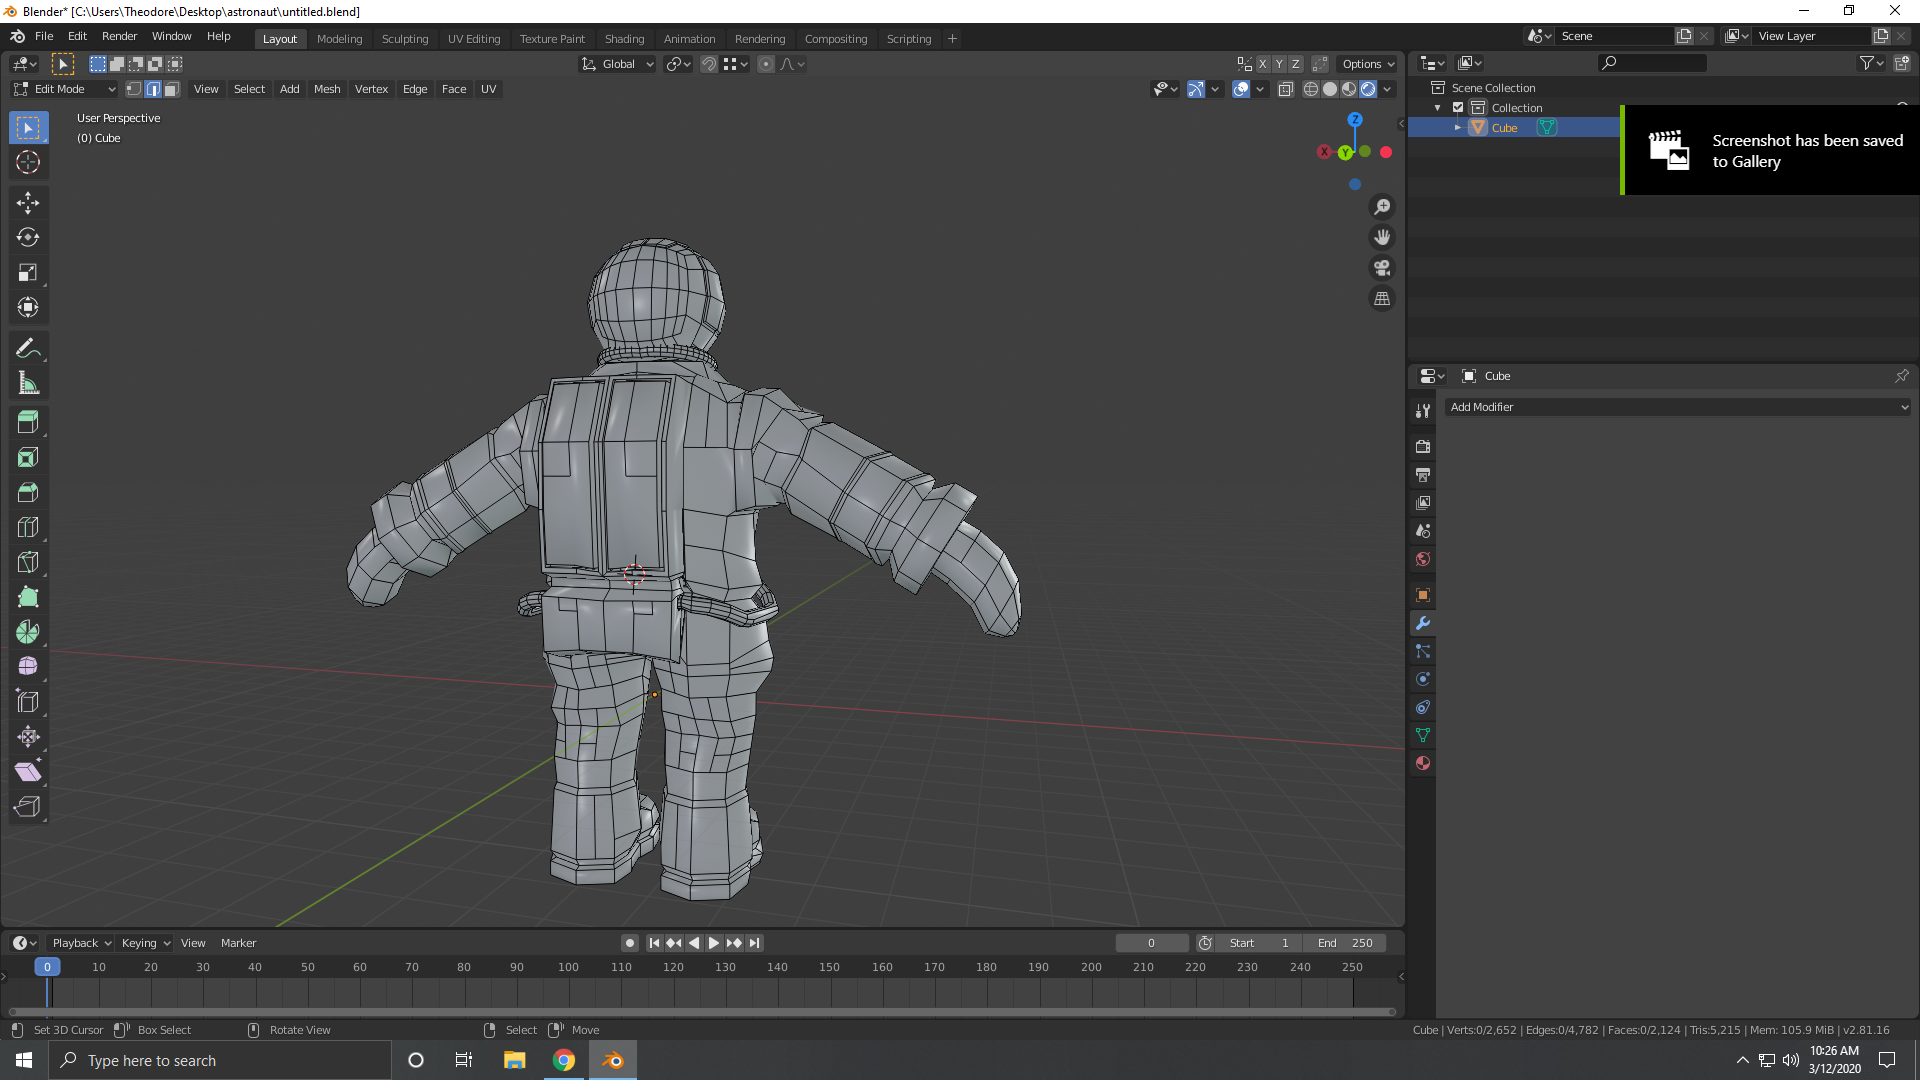 Blender* [C:\Users\Theodore\Desktop\astronaut\untitled.blend]
File Edit Render Window Help
Layout Modeling Sculpting UV Editing Texture Paint Shading Animation Rendering Compositing Scripting +
Scene
View Layer
Global
X Y Z
Options
Edit Mode
View Select Add Mesh Vertex Edge Face UV
Scene Collection
Collection
Cube
Screenshot has been saved
to Gallery
User Perspective
(0) Cube
Z
X
Y
Cube
Add Modifier
Playback Keying View Marker
0
Start 1
End 250
0 10 20 30 40 50 60 70 80 90 100 110 120 130 140 150 160 170 180 190 200 210 220 230 240 250
Set 3D Cursor Box Select Rotate View Select Move
Cube | Verts:0/2,652 | Edges:0/4,782 | Faces:0/2,124 | Tris:5,215 | Mem: 105.9 MiB | v2.81.16
Type here to search
10:26 AM
3/12/2020